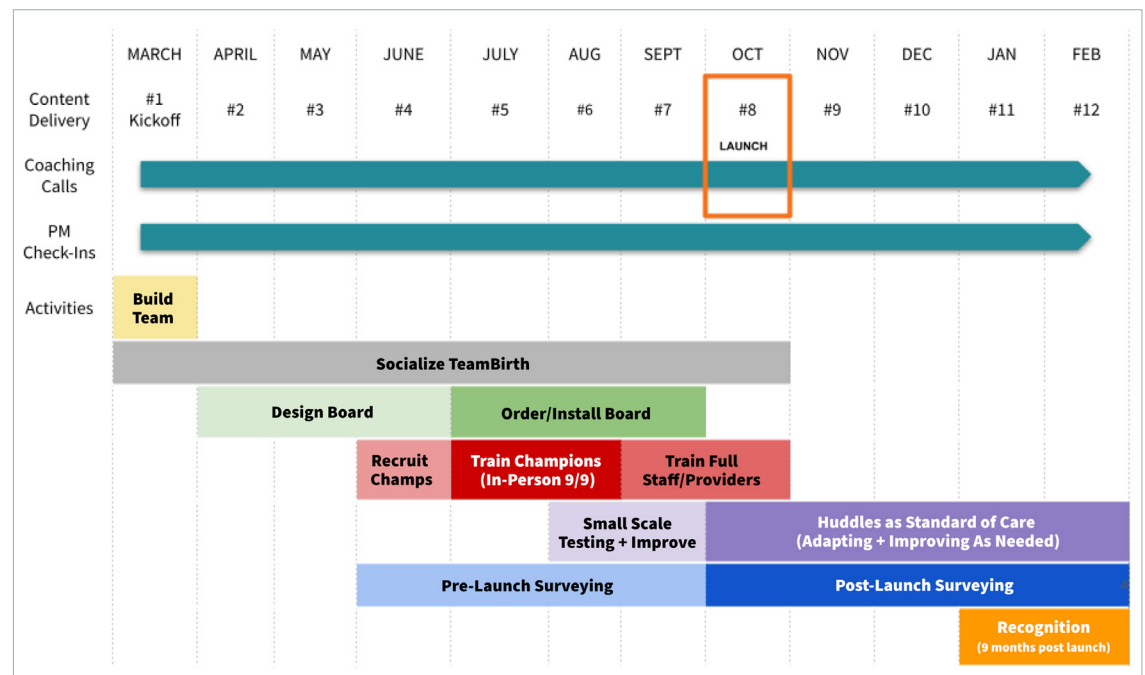 MARCH APRIL MAY JUNE JULY AUG SEPT OCT NOV DEC JAN FEB
Content
Delivery
#1
Kickoff
#2 #3 #4 #5 #6 #7 #8 #9 #10 #11 #12
LAUNCH
Coaching
Calls
PM
Check-Ins
Activities
Build
Team
Socialize TeamBirth
Design Board
Order/Install Board
Recruit
Champs
Train Champions
(In-Person 9/9)
Train Full
Staff/Providers
Small Scale
Testing + Improve
Huddles as Standard of Care
(Adapting + Improving As Needed)
Pre-Launch Surveying
Post-Launch Surveying
Recognition
(9 months post launch)